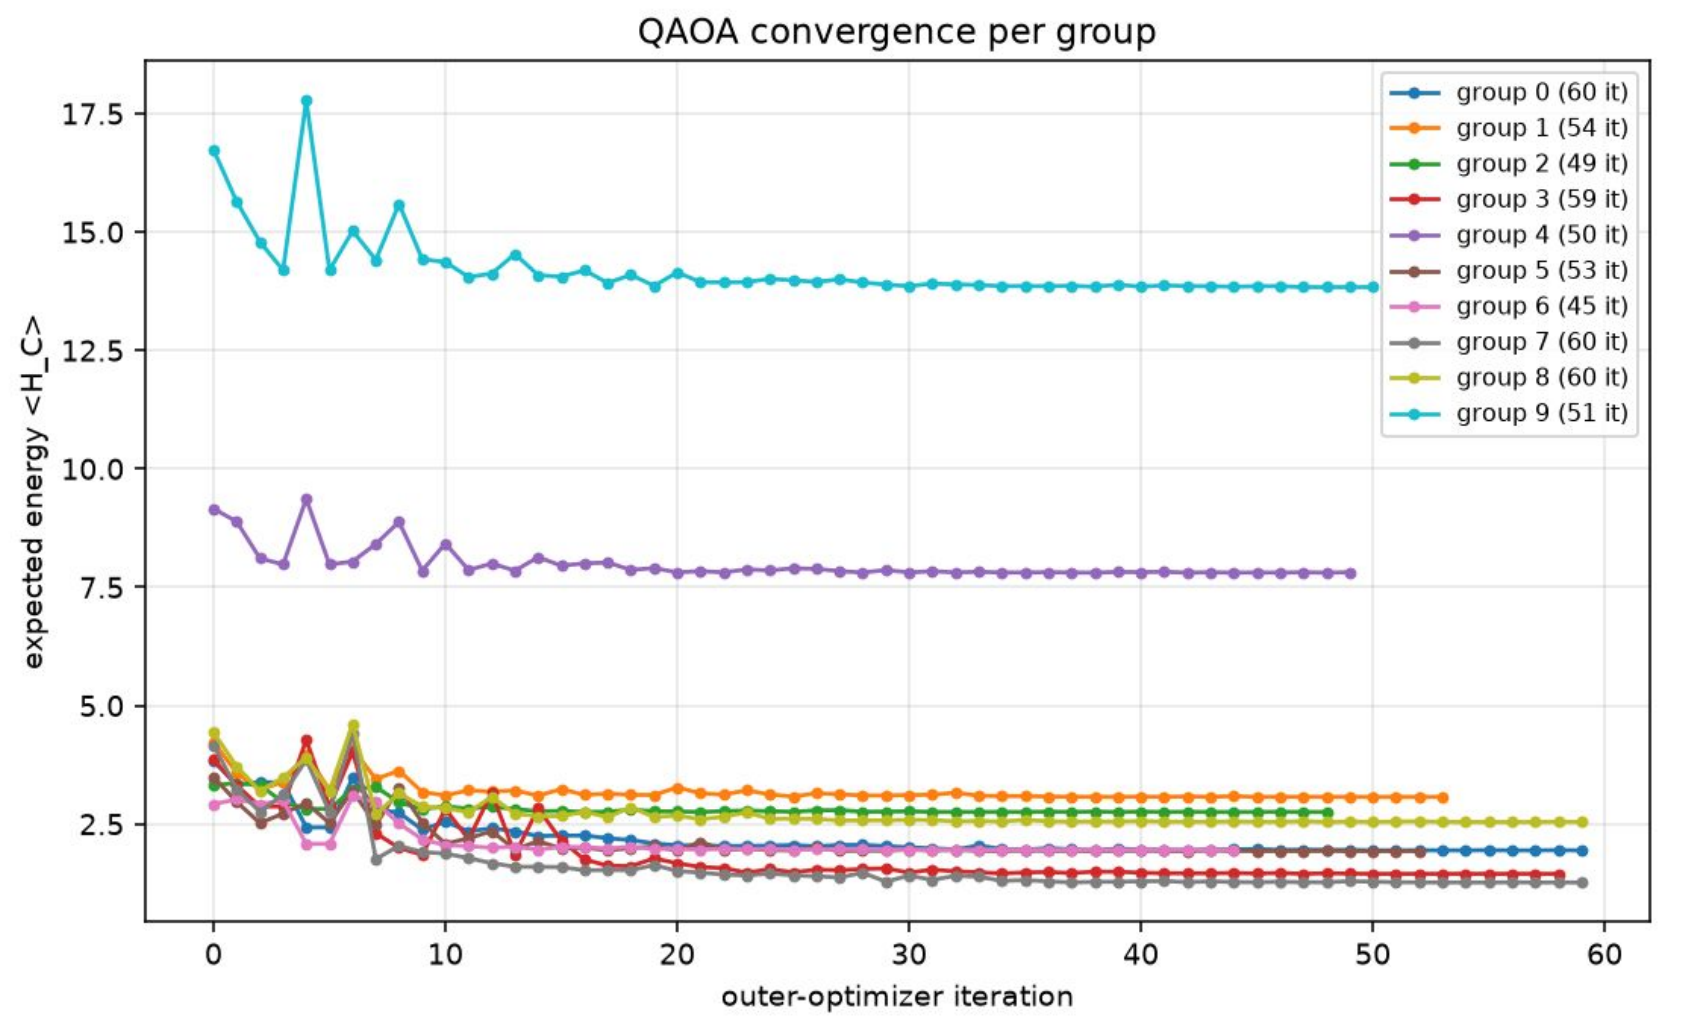 QAOA convergence per group
17.5
15.0
12.5
10.0
7.5
5.0
2.5
expected energy <H_C>
group 0 (60 it)
group 1 (54 it)
group 2 (49 it)
group 3 (59 it)
group 4 (50 it)
group 5 (53 it)
group 6 (45 it)
group 7 (60 it)
group 8 (60 it)
group 9 (51 it)
0 10 20 30 40 50 60
outer-optimizer iteration